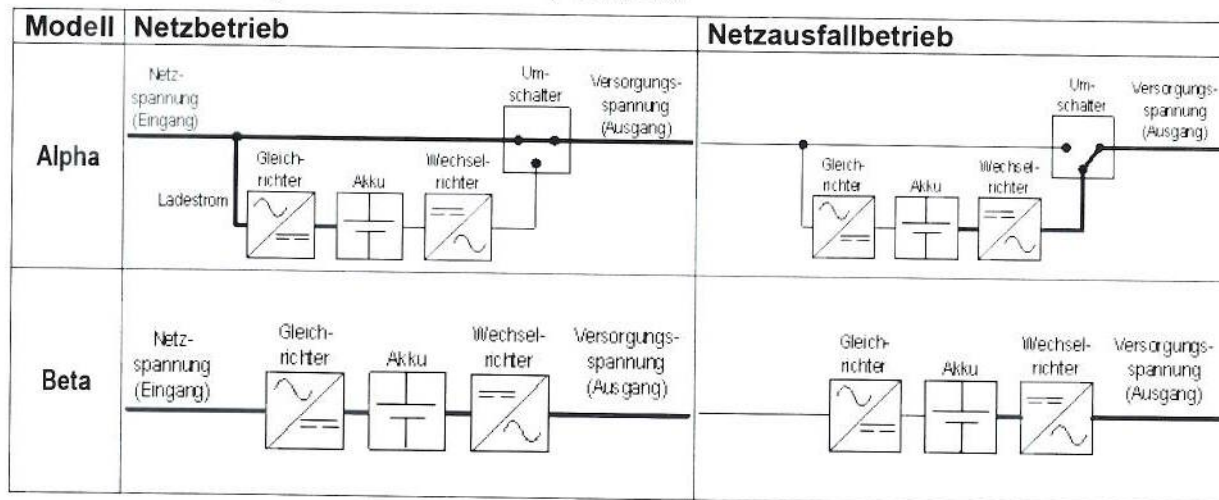 Modell Netzbetrieb Netzausfallbetrieb
Alpha
Netz-
spannung
(Eingang)
Um-
schalter
Versorgungs-
spannung
(Ausgang)
Ladestrom
Gleich-
richter
Akku
Wechsel-
richter
Um-
schalter
Versorgungs-
spannung
(Ausgang)
Gleich-
richter
Akku
Wechsel-
richter
Beta
Netz-
spannung
(Eingang)
Gleich-
richter
Akku
Wechsel-
richter
Versorgungs-
spannung
(Ausgang)
Gleich-
richter
Akku
Wechsel-
richter
Versorgungs-
spannung
(Ausgang)